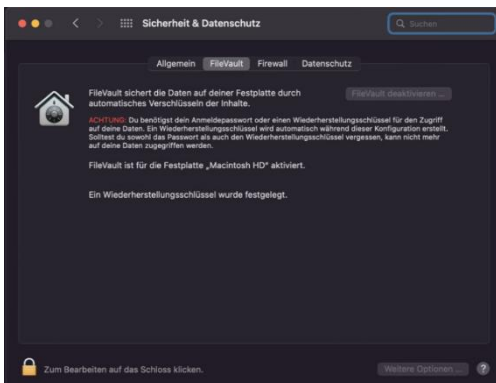 Sicherheit & Datenschutz
Suchen
Allgemein FileVault Firewall Datenschutz
FileVault sichert die Daten auf deiner Festplatte durch
automatisches Verschlüsseln der Inhalte.
FileVault deaktivieren ...
ACHTUNG: Du benötigst dein Anmeldepasswort oder einen Wiederherstellungsschlüssel für den Zugriff
auf deine Daten. Ein Wiederherstellungsschlüssel wird automatisch während dieser Konfiguration erstellt.
Solltest du sowohl das Passwort als auch den Wiederherstellungsschlüssel vergessen, kann nicht mehr
auf deine Daten zugegriffen werden.
FileVault ist für die Festplatte „Macintosh HD“ aktiviert.
Ein Wiederherstellungsschlüssel wurde festgelegt.
Zum Bearbeiten auf das Schloss klicken.
Weitere Optionen ...
?